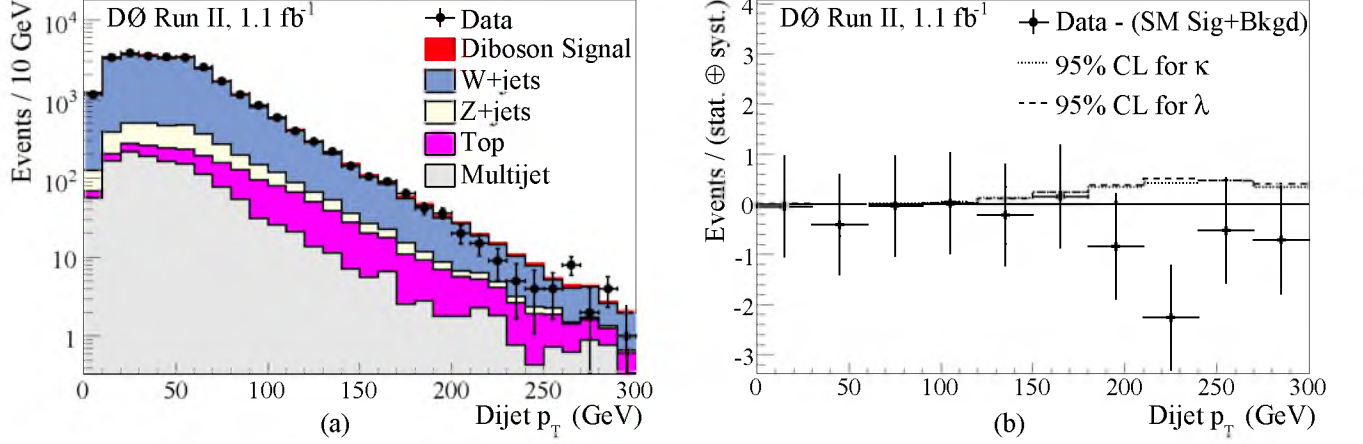 DØ Run II, 1.1 fb-1
Data
Diboson Signal
W+jets
Z+jets
Top
Multijet
Events / 10 GeV
10^4
10^3
10^2
10
1
0 50 100 150 200 250 300
Dijet p_T (GeV)
(a)
DØ Run II, 1.1 fb-1
Data - (SM Sig+Bkgd)
95% CL for κ
95% CL for λ
Events / (stat. ⊕ syst.)
4
3
2
1
0
-1
-2
-3
0 50 100 150 200 250 300
Dijet p_T (GeV)
(b)